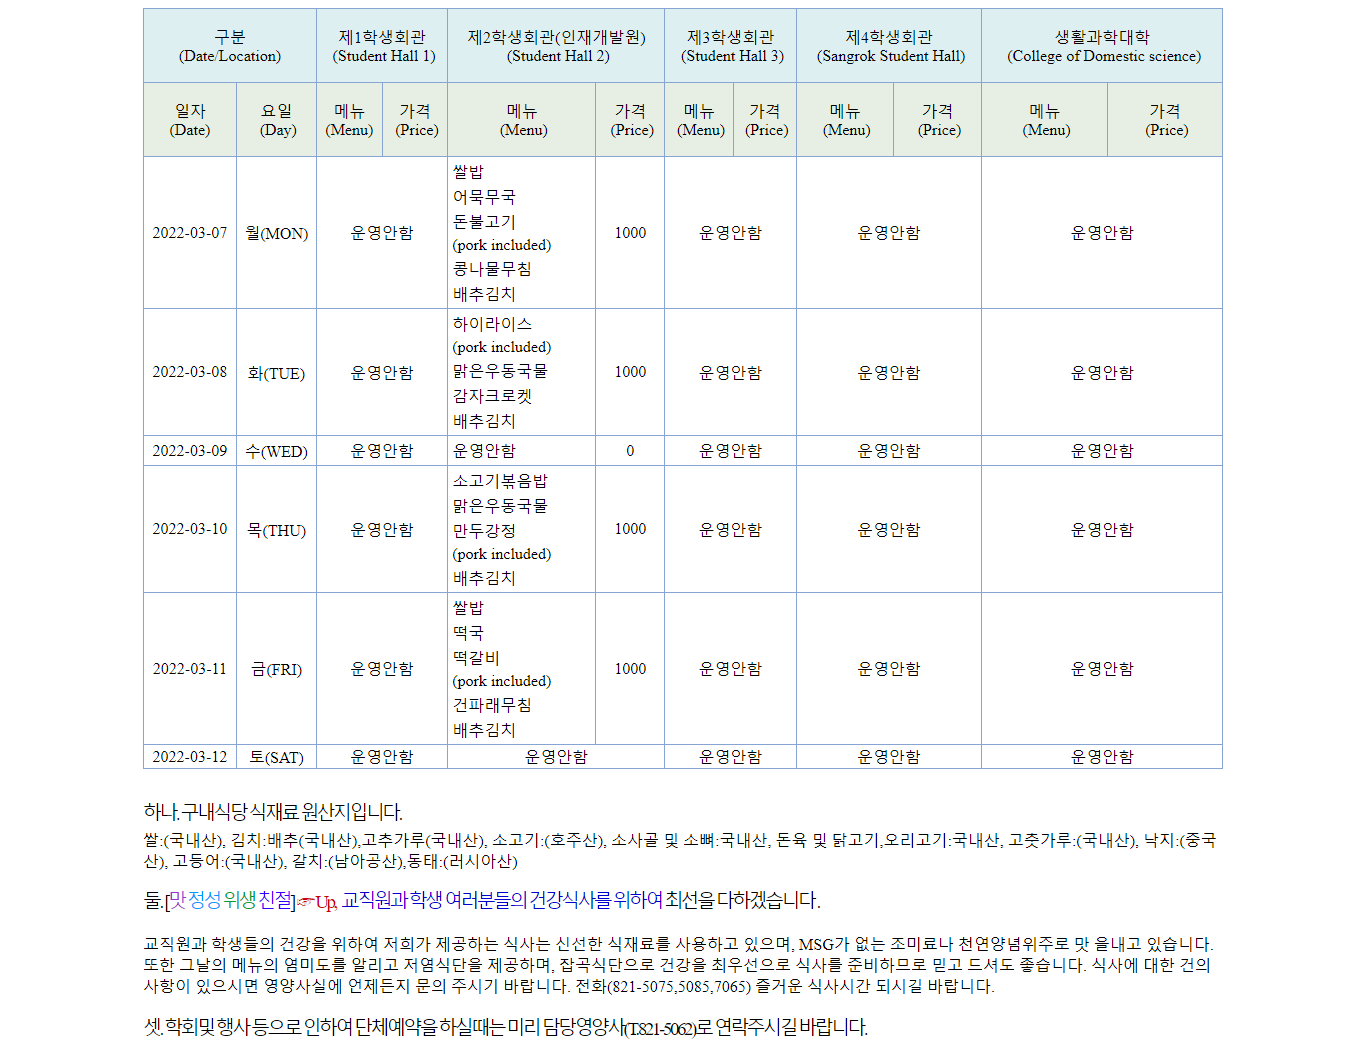 구분
(Date/Location)
제1학생회관
(Student Hall 1)
제2학생회관(인재개발원)
(Student Hall 2)
제3학생회관
(Student Hall 3)
제4학생회관
(Sangrok Student Hall)
생활과학대학
(College of Domestic science)
일자
(Date)
요일
(Day)
메뉴
(Menu)
가격
(Price)
메뉴
(Menu)
가격
(Price)
메뉴
(Menu)
가격
(Price)
메뉴
(Menu)
가격
(Price)
메뉴
(Menu)
가격
(Price)
2022-03-07
월(MON)
운영안함
쌀밥
어묵무국
돈불고기
(pork included)
콩나물무침
배추김치
1000
운영안함
운영안함
운영안함
2022-03-08
화(TUE)
운영안함
하이라이스
(pork included)
맑은우동국물
감자크로켓
배추김치
1000
운영안함
운영안함
운영안함
2022-03-09
수(WED)
운영안함
운영안함
0
운영안함
운영안함
운영안함
2022-03-10
목(THU)
운영안함
소고기볶음밥
맑은우동국물
만두강정
(pork included)
배추김치
1000
운영안함
운영안함
운영안함
2022-03-11
금(FRI)
운영안함
쌀밥
떡국
떡갈비
(pork included)
건파래무침
배추김치
1000
운영안함
운영안함
운영안함
2022-03-12
토(SAT)
운영안함
운영안함
운영안함
운영안함
운영안함
하나. 구내식당 식재료 원산지입니다.
쌀:(국내산), 김치:배추(국내산),고추가루(국내산), 소고기:(호주산), 소사골 및 소뼈:국내산, 돈육 및 닭고기,오리고기:국내산, 고춧가루:(국내산), 낙지:(중국
산), 고등어:(국내산), 갈치:(남아공산),동태:(러시아산)
둘.[맛 정성 위생 친절]☞Up, 교직원과 학생 여러분들의 건강식사를 위하여 최선을 다하겠습니다.
교직원과 학생들의 건강을 위하여 저희가 제공하는 식사는 신선한 식재료를 사용하고 있으며, MSG가 없는 조미료나 천연양념위주로 맛 을내고 있습니다.
또한 그날의 메뉴의 염미도를 알리고 저염식단을 제공하며, 잡곡식단으로 건강을 최우선으로 식사를 준비하므로 믿고 드셔도 좋습니다. 식사에 대한 건의
사항이 있으시면 영양사실에 언제든지 문의 주시기 바랍니다. 전화(821-5075,5085,7065) 즐거운 식사시간 되시길 바랍니다.
셋. 학회및 행사 등으로 인하여 단체예약을 하실때는 미리 담당영양사(T.821-5062)로 연락주시길 바랍니다.